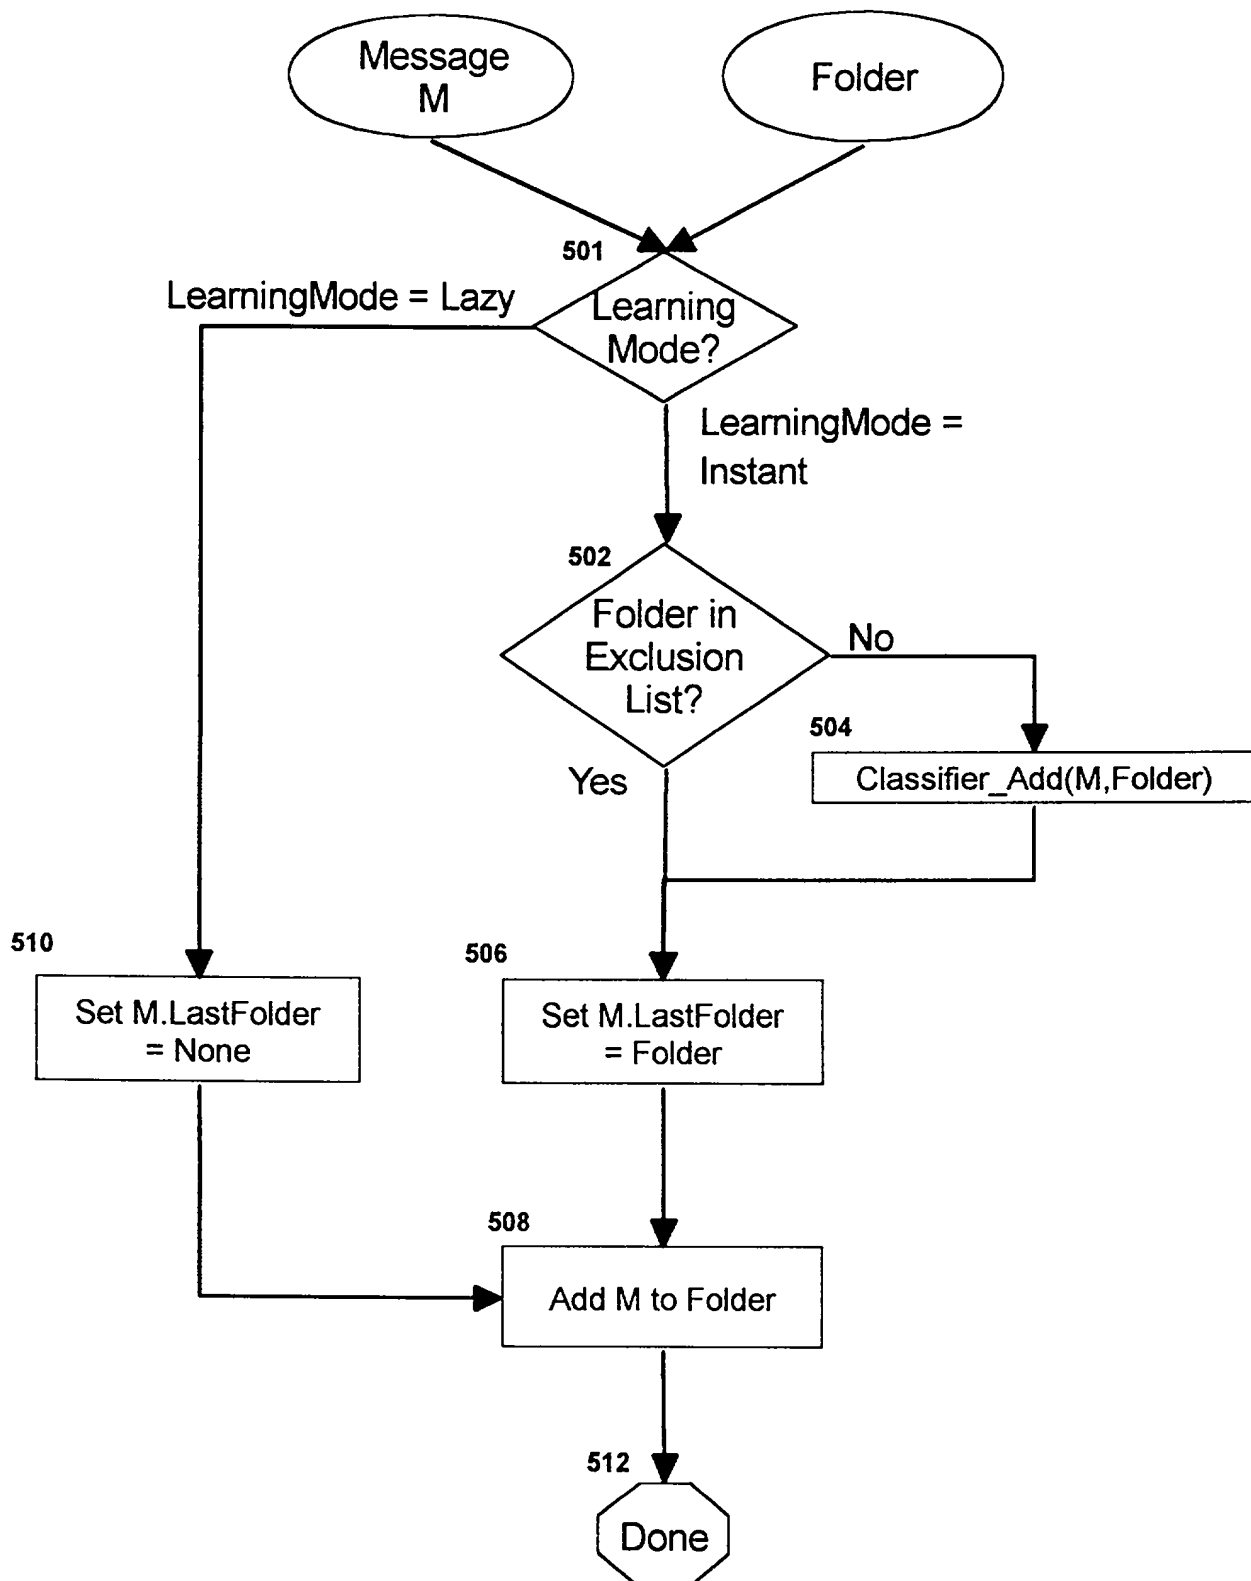 Message
M
Folder
501
LearningMode = Lazy
Learning
Mode?
LearningMode =
Instant
502
Folder in
Exclusion
List?
No
504
Classifier_Add(M,Folder)
Yes
510
Set M.LastFolder
= None
506
Set M.LastFolder
= Folder
508
Add M to Folder
512
Done